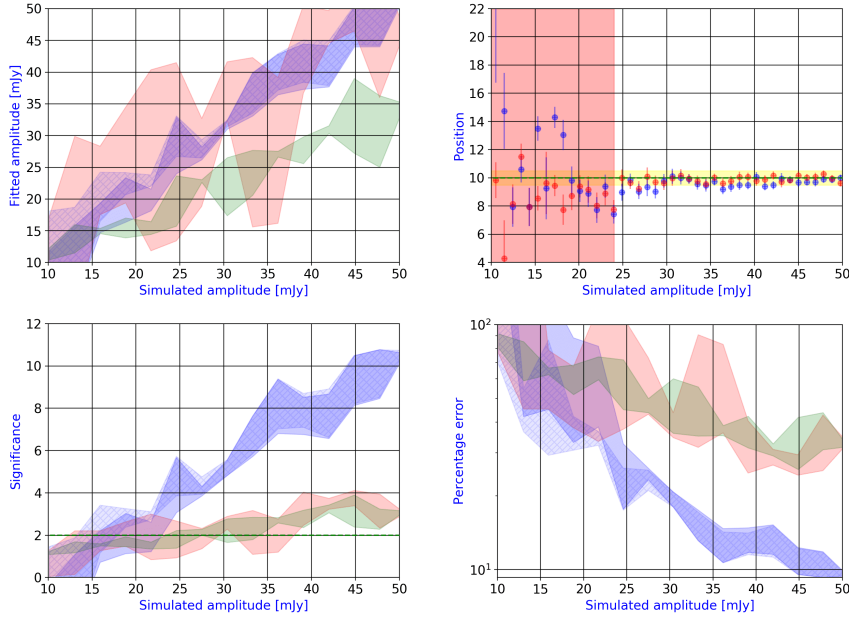 50
45
40
35
30
25
20
15
10
Fitted amplitude [mJy]
10 15 20 25 30 35 40 45 50
Simulated amplitude [mJy]
22
20
18
16
14
12
10
8
6
4
Position
10 15 20 25 30 35 40 45 50
Simulated amplitude [mJy]
12
10
8
6
4
2
0
Significance
10 15 20 25 30 35 40 45 50
Simulated amplitude [mJy]
10²
10¹
Percentage error
10 15 20 25 30 35 40 45 50
Simulated amplitude [mJy]